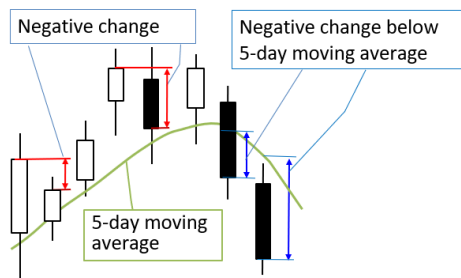 Negative change
Negative change below
5-day moving average
5-day moving
average